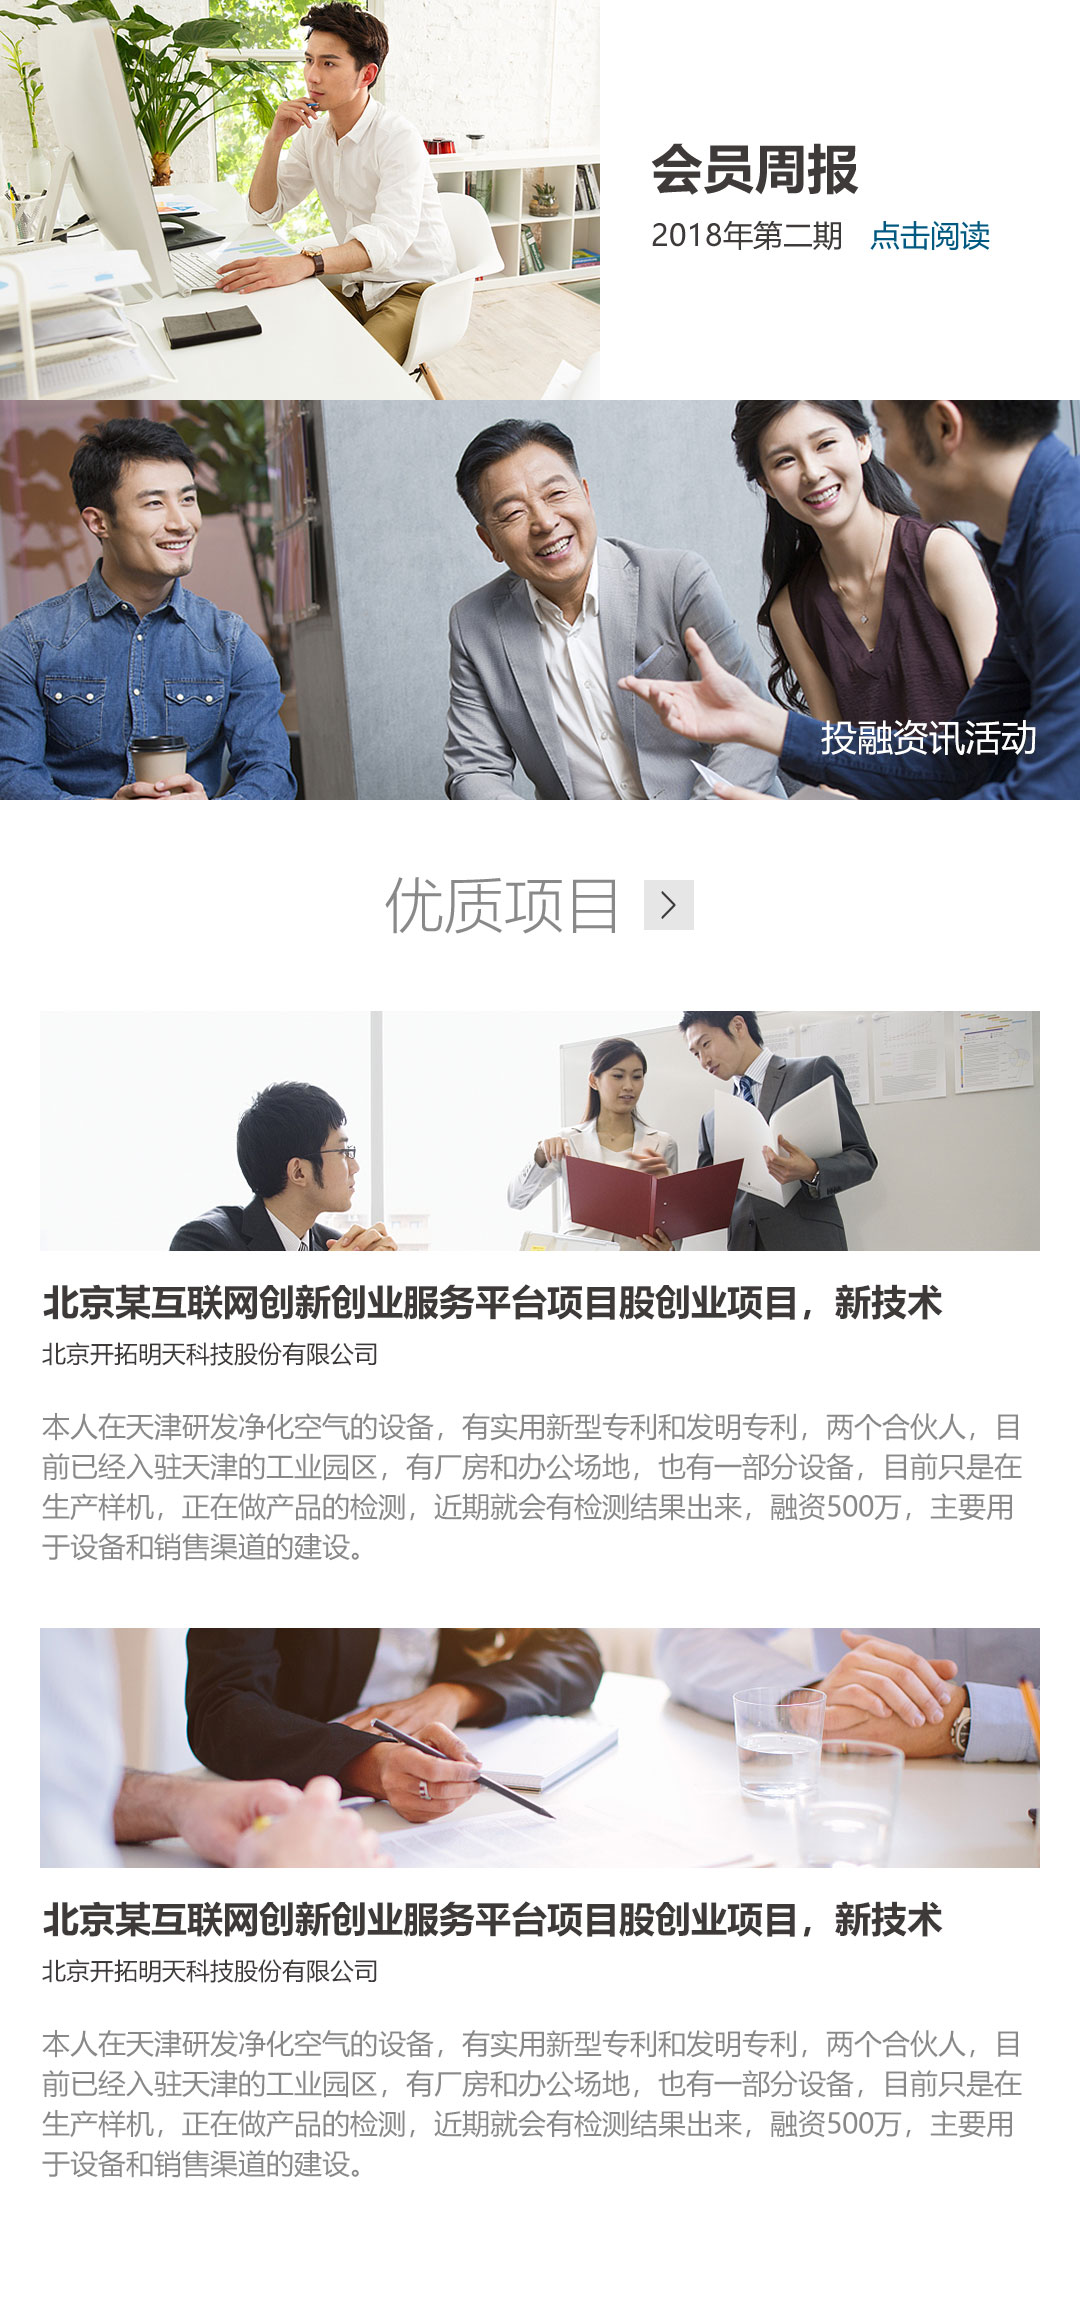 会员周报
2018年第二期 点击阅读
投融资讯活动
优质项目
北京某互联网创新创业服务平台项目股创业项目，新技术
北京开拓明天科技股份有限公司
本人在天津研发净化空气的设备，有实用新型专利和发明专利，两个合伙人，目
前已经入驻天津的工业园区，有厂房和办公场地，也有一部分设备，目前只是在
生产样机，正在做产品的检测，近期就会有检测结果出来，融资500万，主要用
于设备和销售渠道的建设。
北京某互联网创新创业服务平台项目股创业项目，新技术
北京开拓明天科技股份有限公司
本人在天津研发净化空气的设备，有实用新型专利和发明专利，两个合伙人，目
前已经入驻天津的工业园区，有厂房和办公场地，也有一部分设备，目前只是在
生产样机，正在做产品的检测，近期就会有检测结果出来，融资500万，主要用
于设备和销售渠道的建设。